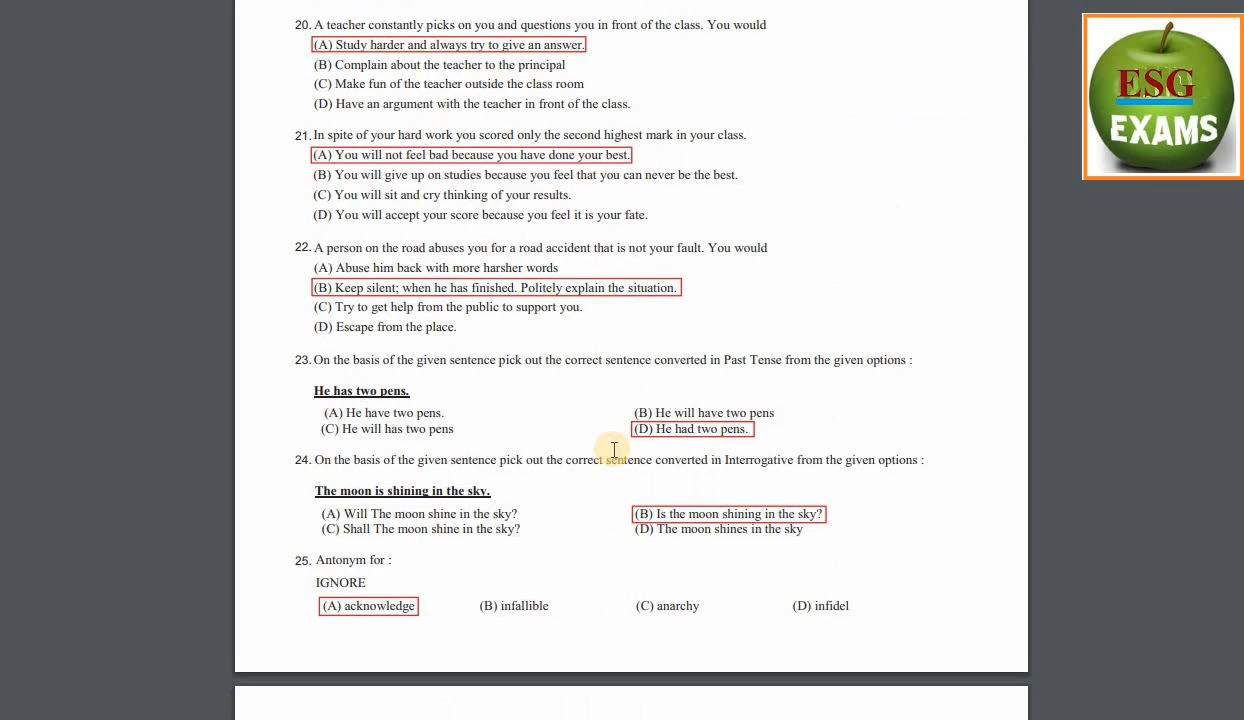 20. A teacher constantly picks on you and questions you in front of the class. You would
(A) Study harder and always try to give an answer.
(B) Complain about the teacher to the principal
(C) Make fun of the teacher outside the class room
(D) Have an argument with the teacher in front of the class.
21. In spite of your hard work you scored only the second highest mark in your class.
(A) You will not feel bad because you have done your best.
(B) You will give up on studies because you feel that you can never be the best.
(C) You will sit and cry thinking of your results.
(D) You will accept your score because you feel it is your fate.
22. A person on the road abuses you for a road accident that is not your fault. You would
(A) Abuse him back with more harsher words
(B) Keep silent; when he has finished. Politely explain the situation.
(C) Try to get help from the public to support you.
(D) Escape from the place.
23. On the basis of the given sentence pick out the correct sentence converted in Past Tense from the given options :
He has two pens.
(A) He have two pens. (B) He will have two pens
(C) He will has two pens (D) He had two pens.
24. On the basis of the given sentence pick out the correct sentence converted in Interrogative from the given options :
The moon is shining in the sky.
(A) Will The moon shine in the sky? (B) Is the moon shining in the sky?
(C) Shall The moon shine in the sky? (D) The moon shines in the sky
25. Antonym for :
IGNORE
(A) acknowledge (B) infallible (C) anarchy (D) infidel
ESG
EXAMS